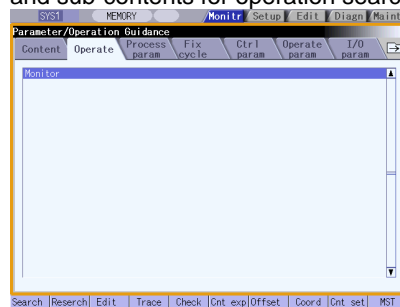 and sub-contents for operation search
SYS1 MEMORY Monitr Setup Edit Diagn Maint
Parameter/Operation Guidance
Content Operate Process param Fix cycle Ctrl param Operate param I/O param
Monitor
Search Reserch Edit Trace Check Cnt exp Offset Coord Cnt set MST